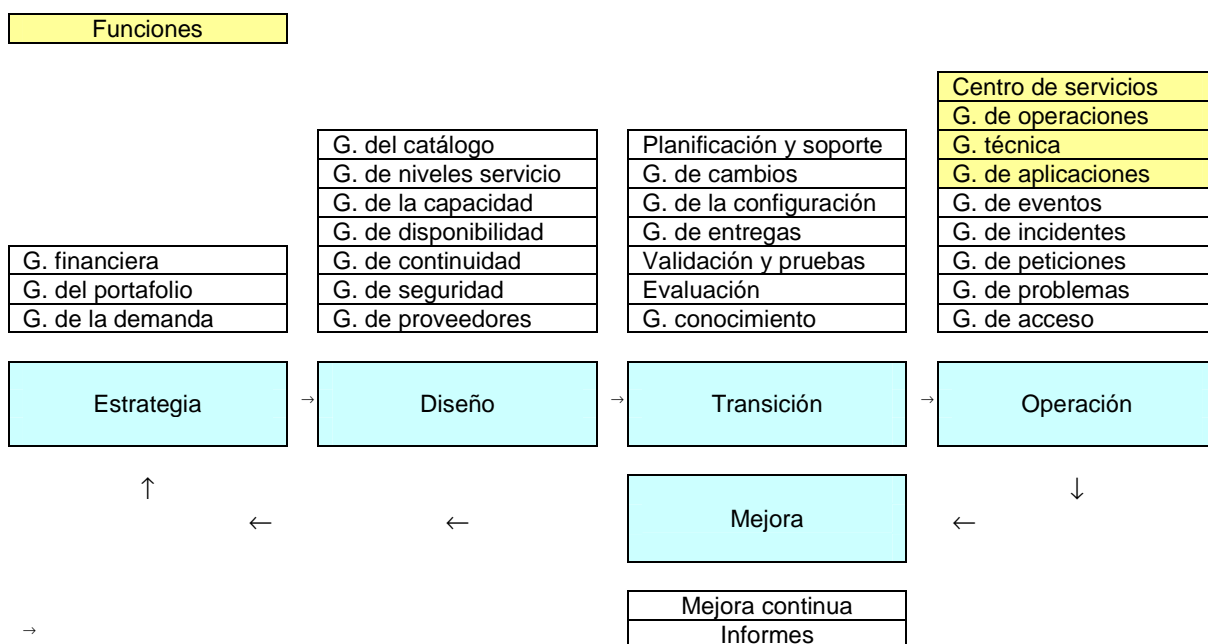 Funciones
G. financiera
G. del portafolio
G. de la demanda
Estrategia
G. del catálogo
G. de niveles servicio
G. de la capacidad
G. de disponibilidad
G. de continuidad
G. de seguridad
G. de proveedores
Diseño
Planificación y soporte
G. de cambios
G. de la configuración
G. de entregas
Validación y pruebas
Evaluación
G. conocimiento
Transición
Centro de servicios
G. de operaciones
G. técnica
G. de aplicaciones
G. de eventos
G. de incidentes
G. de peticiones
G. de problemas
G. de acceso
Operación
Mejora
Mejora continua
Informes